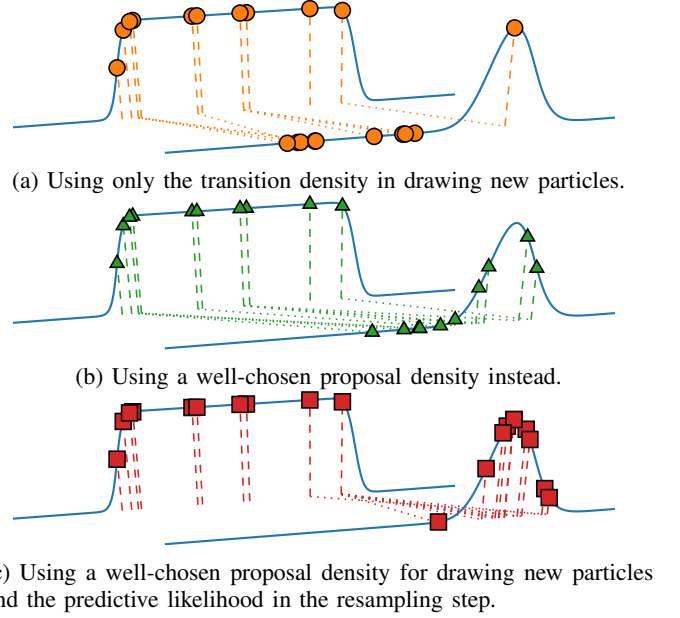 (a) Using only the transition density in drawing new particles.
(b) Using a well-chosen proposal density instead.
c) Using a well-chosen proposal density for drawing new particles
nd the predictive likelihood in the resampling step.